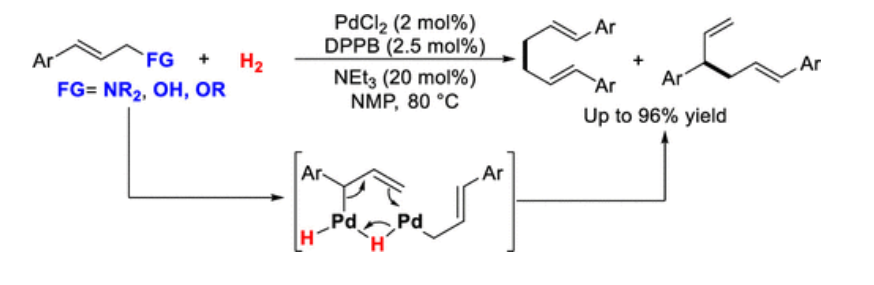 PdCl2 (2 mol%)
DPPB (2.5 mol%)
Ar FG + H2
NEt3 (20 mol%)
NMP, 80 °C
FG= NR2, OH, OR
Ar
Ar
+
Ar Ar
Up to 96% yield
Ar Ar
Pd Pd
H H